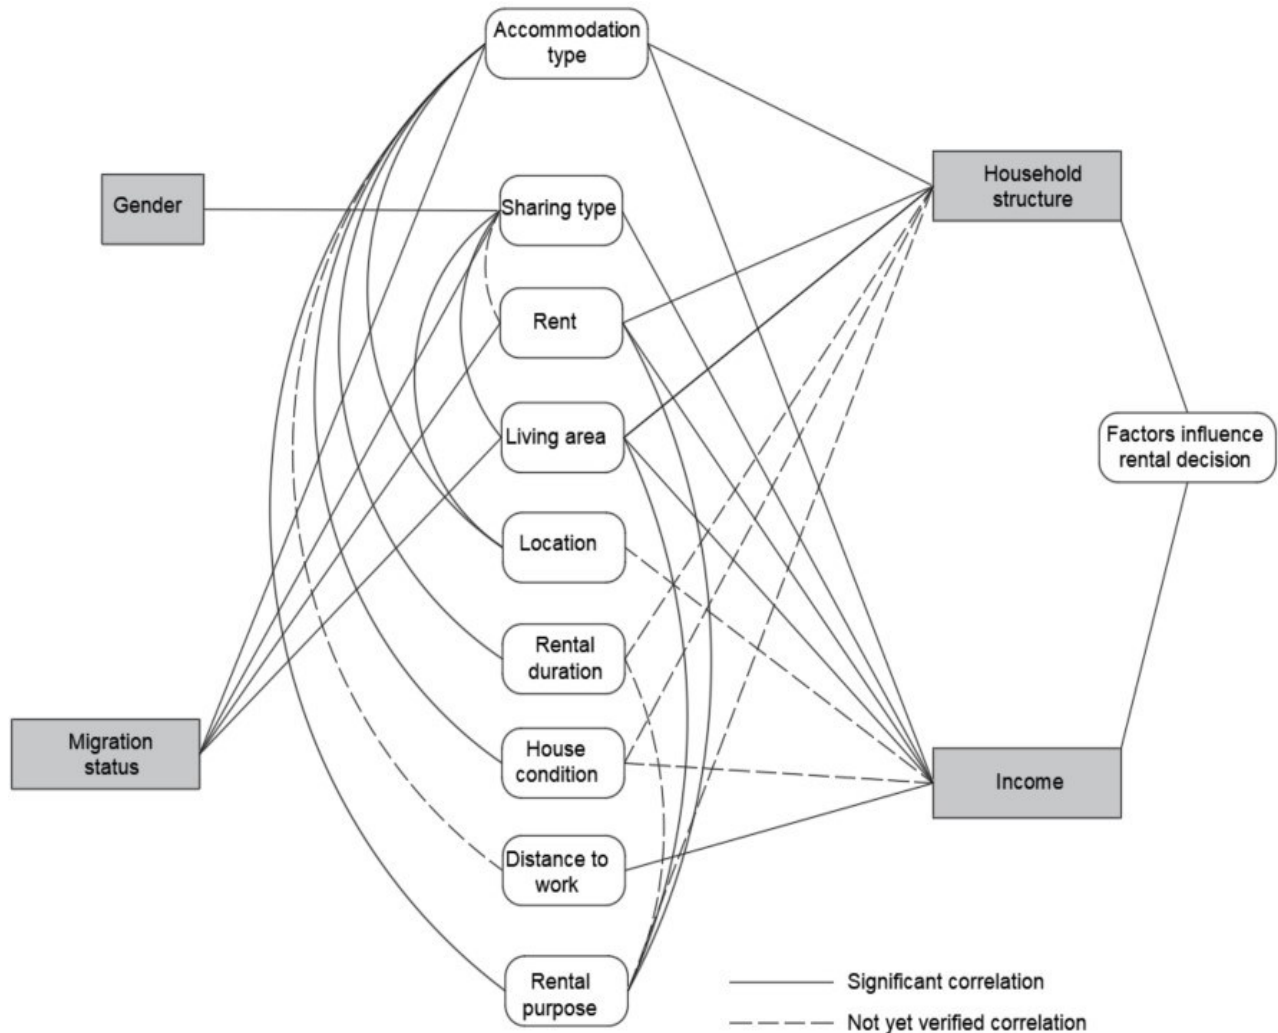 Accommodation
type
Household
structure
Gender
Sharing type
Rent
Living area
Factors influence
rental decision
Location
Rental
duration
Migration
status
House
condition
Income
Distance to
work
Rental
purpose
Significant correlation
Not yet verified correlation